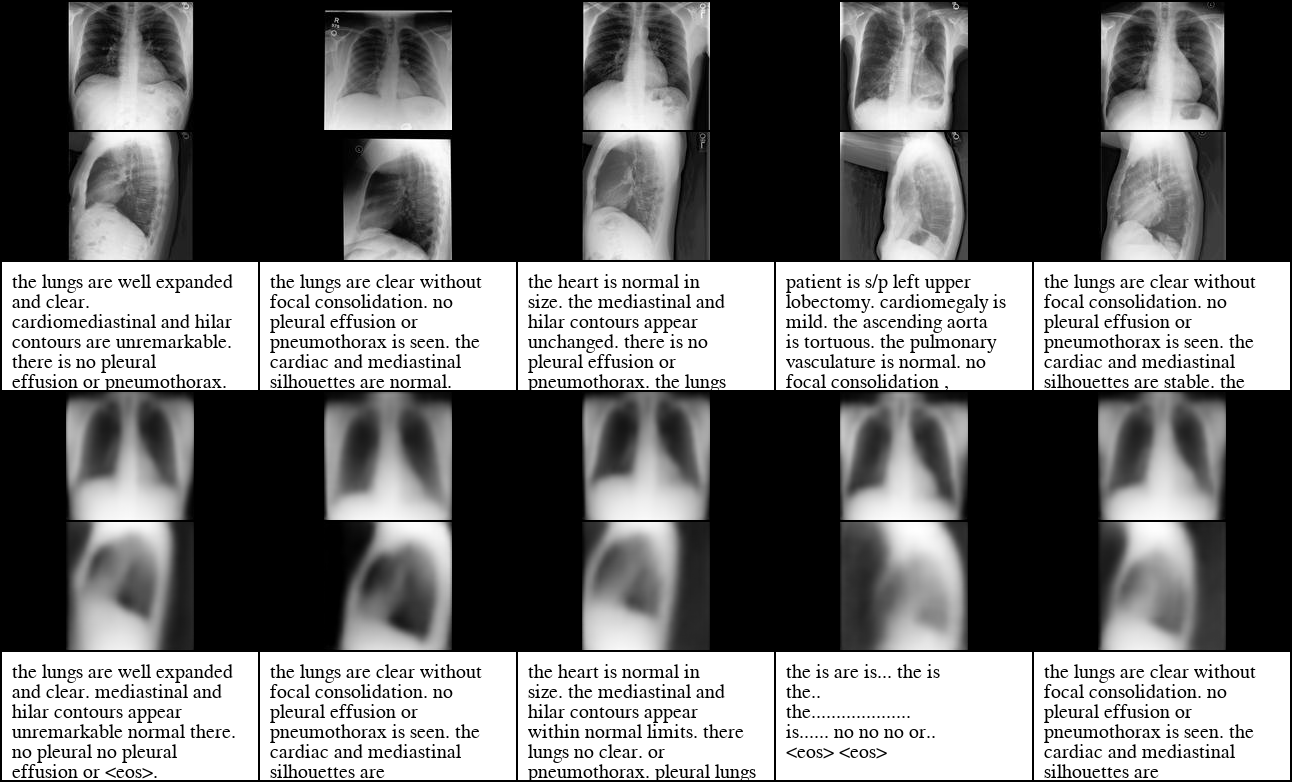 the lungs are well expanded
and clear.
cardiomediastinal and hilar
contours are unremarkable.
there is no pleural
effusion or pneumothorax.
the lungs are clear without
focal consolidation. no
pleural effusion or
pneumothorax is seen. the
cardiac and mediastinal
silhouettes are normal.
the heart is normal in
size. the mediastinal and
hilar contours appear
unchanged. there is no
pleural effusion or
pneumothorax. the lungs
patient is s/p left upper
lobectomy. cardiomegaly is
mild. the ascending aorta
is tortuous. the pulmonary
vasculature is normal. no
focal consolidation ,
the lungs are clear without
focal consolidation. no
pleural effusion or
pneumothorax is seen. the
cardiac and mediastinal
silhouettes are stable. the
the lungs are well expanded
and clear. mediastinal and
hilar contours appear
unremarkable normal there.
no pleural no pleural
effusion or <eos>.
the lungs are clear without
focal consolidation. no
pleural effusion or
pneumothorax is seen. the
cardiac and mediastinal
silhouettes are
the heart is normal in
size. the mediastinal and
hilar contours appear
within normal limits. there
lungs no clear. or
pneumothorax. pleural lungs
the is are is... the is
the..
the....................
is...... no no no or..
<eos> <eos>
the lungs are clear without
focal consolidation. no
pleural effusion or
pneumothorax is seen. the
cardiac and mediastinal
silhouettes are